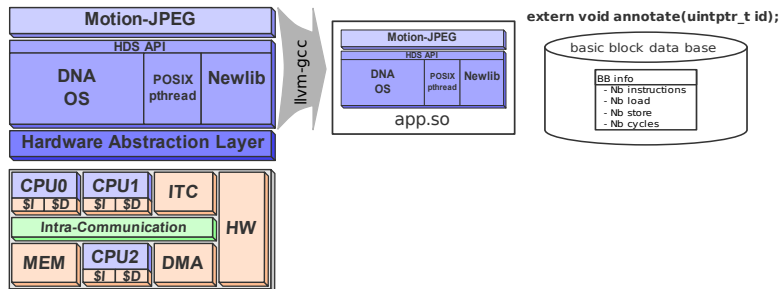 Motion-JPEG
HDS API
DNA
OS
POSIX
pthread
Newlib
Hardware Abstraction Layer
CPU0
$I $D
CPU1
$I $D
ITC
HW
Intra-Communication
MEM
CPU2
$I $D
DMA
llvm-gcc
Motion-JPEG
HDS API
DNA
OS
POSIX
pthread
Newlib
app.so
extern void annotate(uintptr_t id);
basic block data base
BB info
- Nb instructions
- Nb load
- Nb store
- Nb cycles